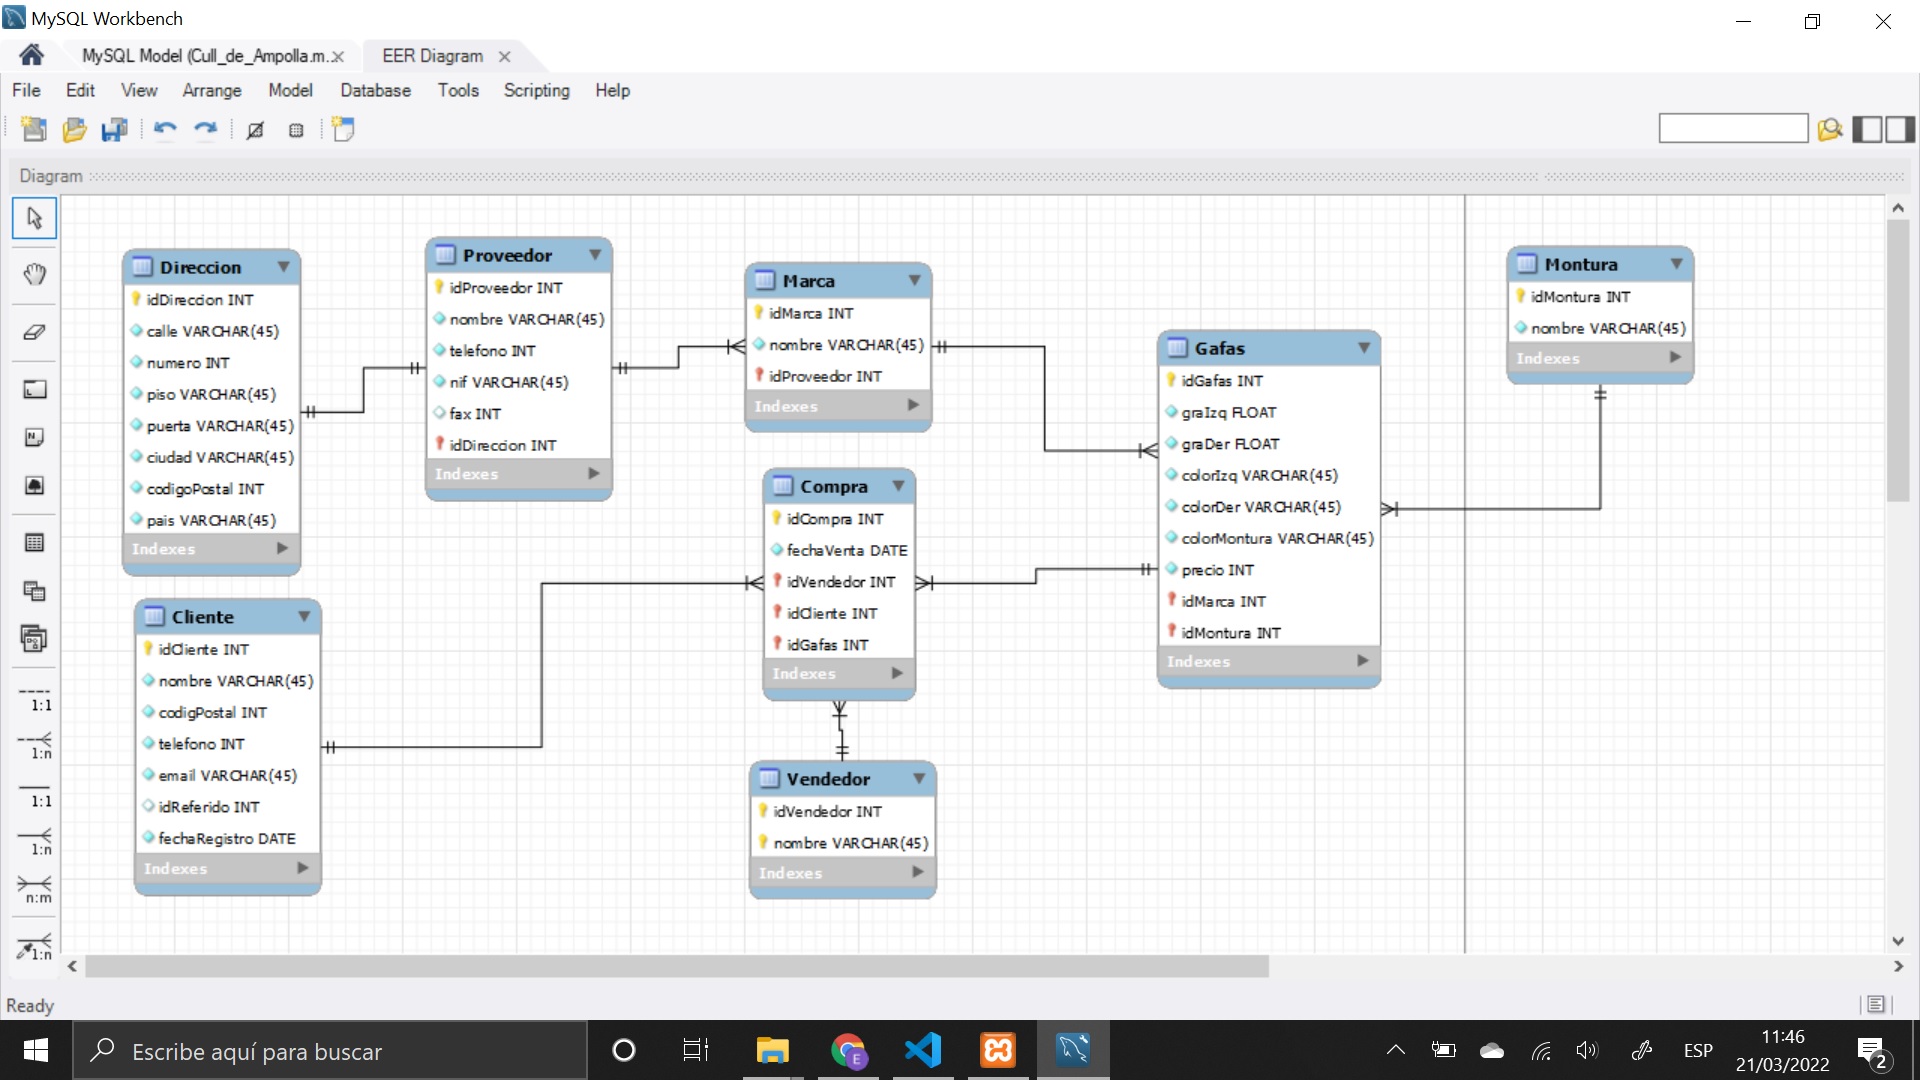 MySQL Workbench
MySQL Model (Cull_de_Ampolla.m...
EER Diagram
File Edit View Arrange Model Database Tools Scripting Help
Diagram
Direccion
idDireccion INT
calle VARCHAR(45)
numero INT
piso VARCHAR(45)
puerta VARCHAR(45)
ciudad VARCHAR(45)
codigoPostal INT
pais VARCHAR(45)
Indexes
Proveedor
idProveedor INT
nombre VARCHAR(45)
telefono INT
nif VARCHAR(45)
fax INT
idDireccion INT
Indexes
Marca
idMarca INT
nombre VARCHAR(45)
idProveedor INT
Indexes
Montura
idMontura INT
nombre VARCHAR(45)
Indexes
Gafas
idGafas INT
graIzq FLOAT
graDer FLOAT
colorIzq VARCHAR(45)
colorDer VARCHAR(45)
colorMontura VARCHAR(45)
precio INT
idMarca INT
idMontura INT
Indexes
Compra
idCompra INT
fechaVenta DATE
idVendedor INT
idCliente INT
idGafas INT
Indexes
Cliente
idCliente INT
nombre VARCHAR(45)
codigPostal INT
telefono INT
email VARCHAR(45)
idReferido INT
fechaRegistro DATE
Indexes
Vendedor
idVendedor INT
nombre VARCHAR(45)
Indexes
1:1
1:n
1:1
1:n
n:m
1:n
Ready
Escribe aquí para buscar
E
ESP
11:46
21/03/2022
2